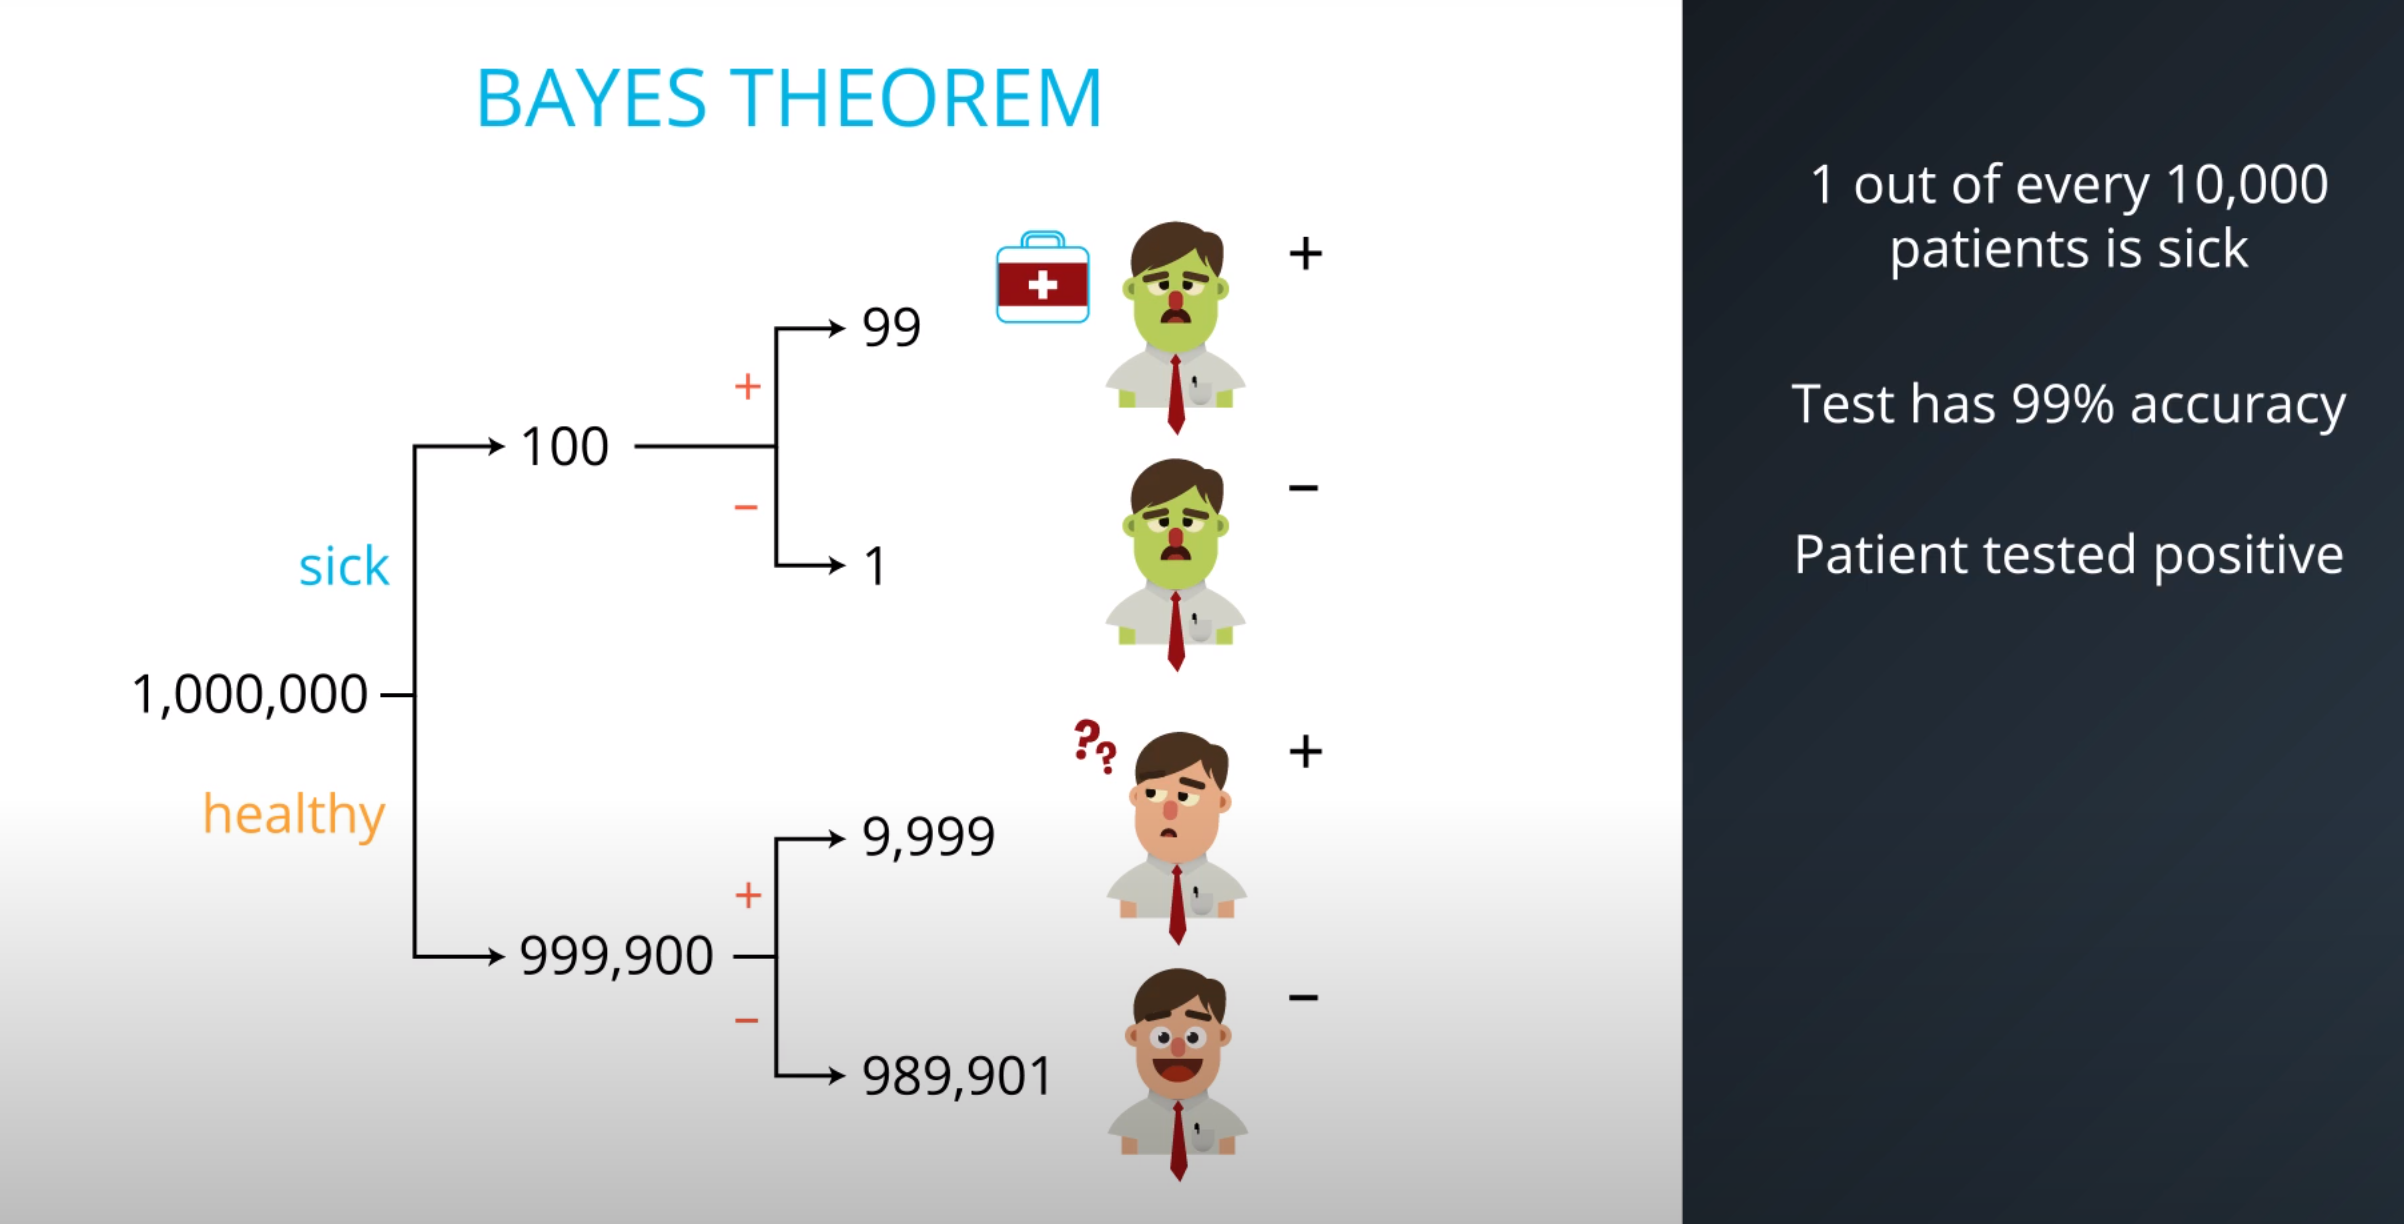 BAYES THEOREM
1 out of every 10,000
patients is sick
Test has 99% accuracy
Patient tested positive
+
99
+
100
–
–
1
sick
1,000,000
healthy
??
+
9,999
+
999,900
–
–
989,901